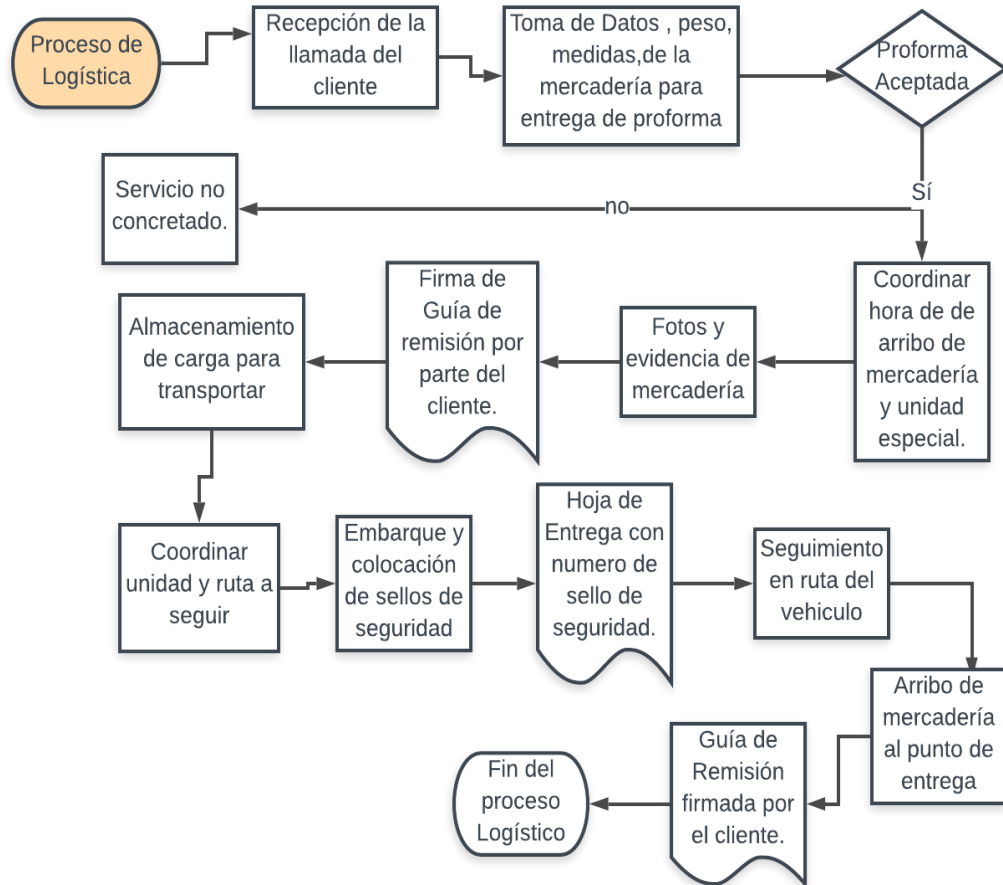 Proceso de
Logística
Recepción de la
llamada del
cliente
Toma de Datos , peso,
medidas,de la
mercadería para
entrega de proforma
Proforma
Aceptada
Sí
no
Servicio no
concretado.
Coordinar
hora de de
arribo de
mercadería
y unidad
especial.
Fotos y
evidencia de
mercadería
Firma de
Guía de
remisión por
parte del
cliente.
Almacenamiento
de carga para
transportar
Coordinar
unidad y ruta a
seguir
Embarque y
colocación
de sellos de
seguridad
Hoja de
Entrega con
numero de
sello de
seguridad.
Seguimiento
en ruta del
vehiculo
Arribo de
mercadería
al punto de
entrega
Guía de
Remisión
firmada por
el cliente.
Fin del
proceso
Logístico